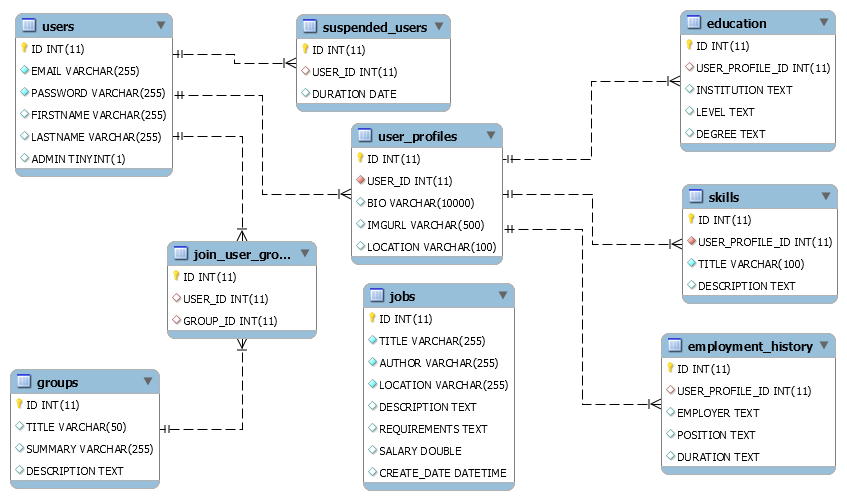 users
ID INT(11)
EMAIL VARCHAR(255)
PASSWORD VARCHAR(255)
FIRSTNAME VARCHAR(255)
LASTNAME VARCHAR(255)
ADMIN TINYINT(1)
suspended_users
ID INT(11)
USER_ID INT(11)
DURATION DATE
education
ID INT(11)
USER_PROFILE_ID INT(11)
INSTITUTION TEXT
LEVEL TEXT
DEGREE TEXT
user_profiles
ID INT(11)
USER_ID INT(11)
BIO VARCHAR(10000)
IMGURL VARCHAR(500)
LOCATION VARCHAR(100)
skills
ID INT(11)
USER_PROFILE_ID INT(11)
TITLE VARCHAR(100)
DESCRIPTION TEXT
join_user_gro...
ID INT(11)
USER_ID INT(11)
GROUP_ID INT(11)
jobs
ID INT(11)
TITLE VARCHAR(255)
AUTHOR VARCHAR(255)
LOCATION VARCHAR(255)
DESCRIPTION TEXT
REQUIREMENTS TEXT
SALARY DOUBLE
CREATE_DATE DATETIME
employment_history
ID INT(11)
USER_PROFILE_ID INT(11)
EMPLOYER TEXT
POSITION TEXT
DURATION TEXT
groups
ID INT(11)
TITLE VARCHAR(50)
SUMMARY VARCHAR(255)
DESCRIPTION TEXT